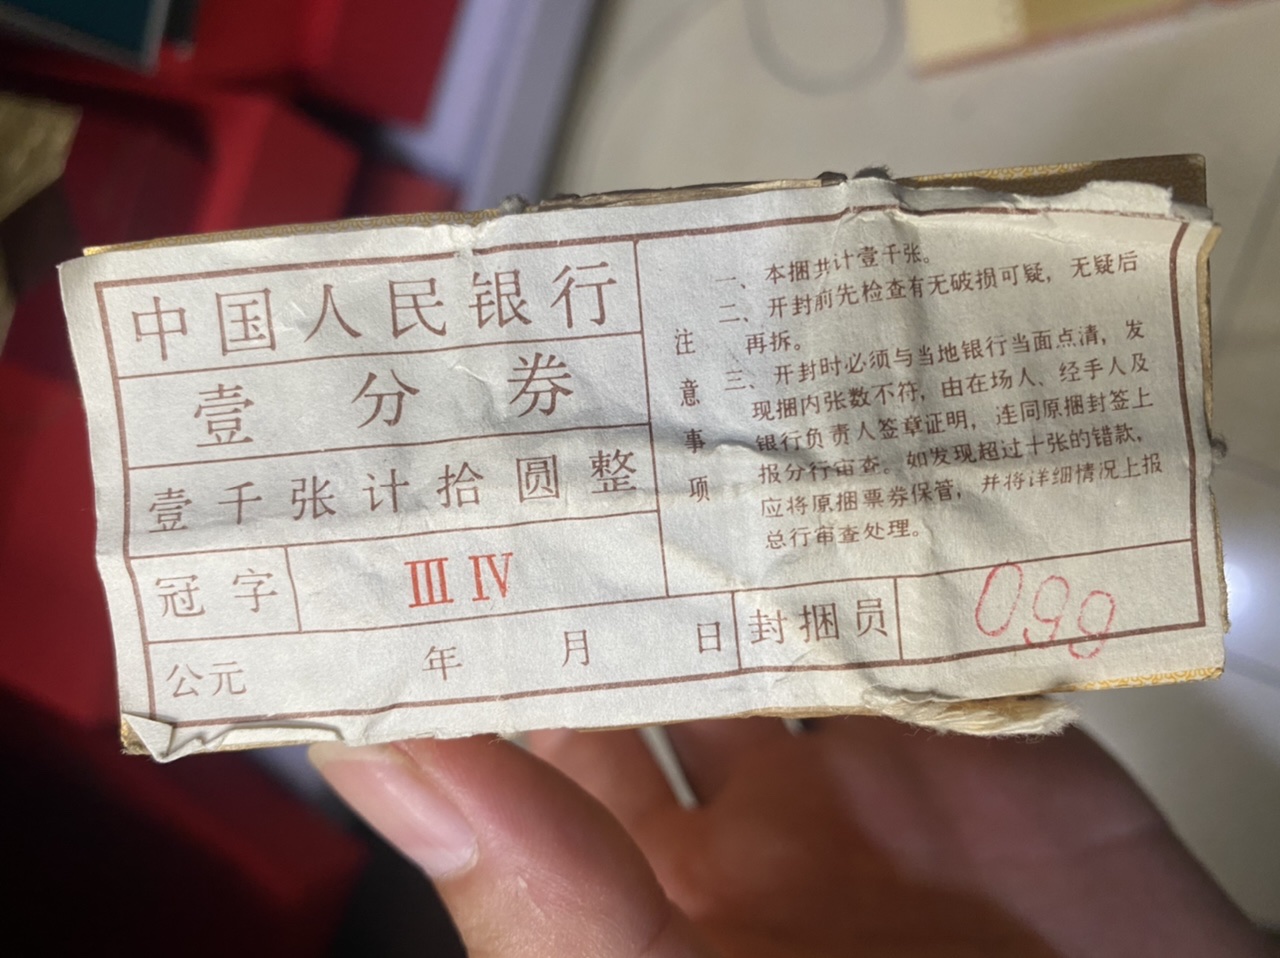 中国人民银行
壹分券
壹千张计拾圆整
冠字 III IV
公元 年 月 日
注意事项
一、本捆共计壹千张。
二、开封前先检查有无破损可疑，无疑后
再拆。
三、开封时必须与当地银行当面点清，发
现捆内张数不符，由在场人、经手人及
银行负责人签章证明，连同原捆封签上
报分行审查。如发现超过十张的错款，
应将原捆票券保管，并将详细情况上报
总行审查处理。
封捆员 098